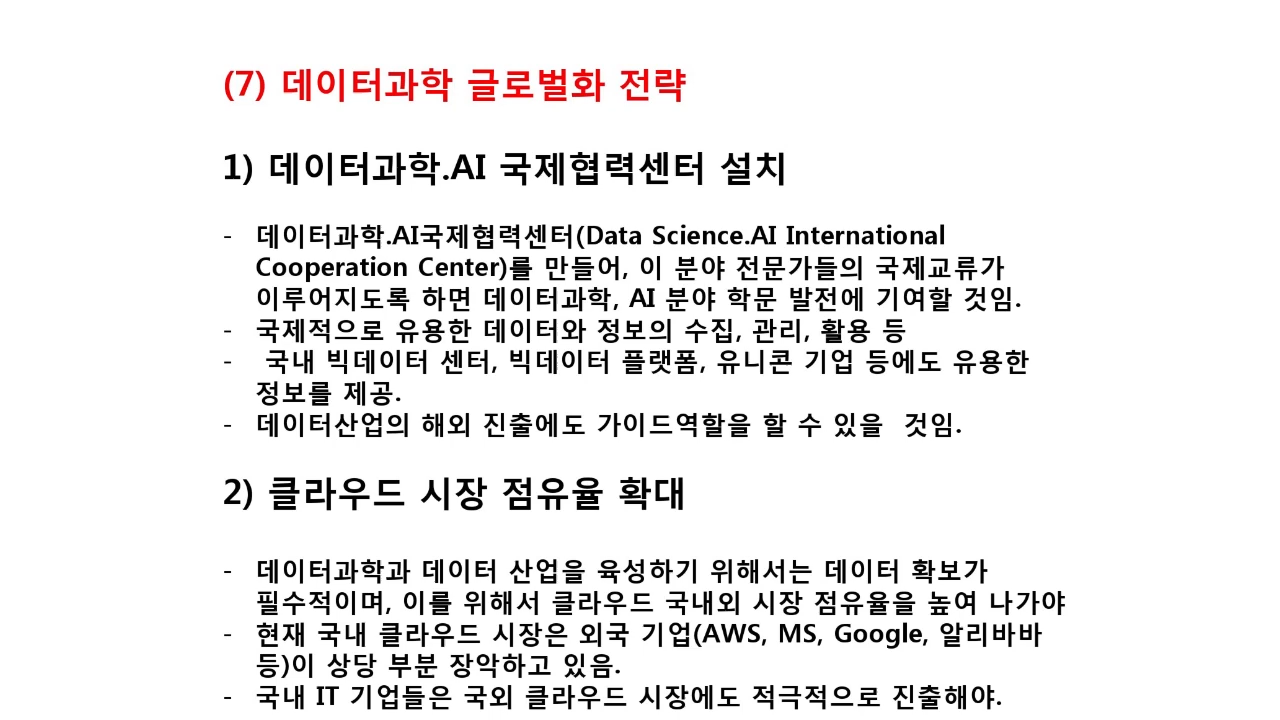 (7) 데이터과학 글로벌화 전략
1) 데이터과학.AI 국제협력센터 설치
- 데이터과학.AI국제협력센터(Data Science.AI International
Cooperation Center)를 만들어, 이 분야 전문가들의 국제교류가
이루어지도록 하면 데이터과학, AI 분야 학문 발전에 기여할 것임.
- 국제적으로 유용한 데이터와 정보의 수집, 관리, 활용 등
- 국내 빅데이터 센터, 빅데이터 플랫폼, 유니콘 기업 등에도 유용한
정보를 제공.
- 데이터산업의 해외 진출에도 가이드역할을 할 수 있을 것임.
2) 클라우드 시장 점유율 확대
- 데이터과학과 데이터 산업을 육성하기 위해서는 데이터 확보가
필수적이며, 이를 위해서 클라우드 국내외 시장 점유율을 높여 나가야
- 현재 국내 클라우드 시장은 외국 기업(AWS, MS, Google, 알리바바
등)이 상당 부분 장악하고 있음.
- 국내 IT 기업들은 국외 클라우드 시장에도 적극적으로 진출해야.